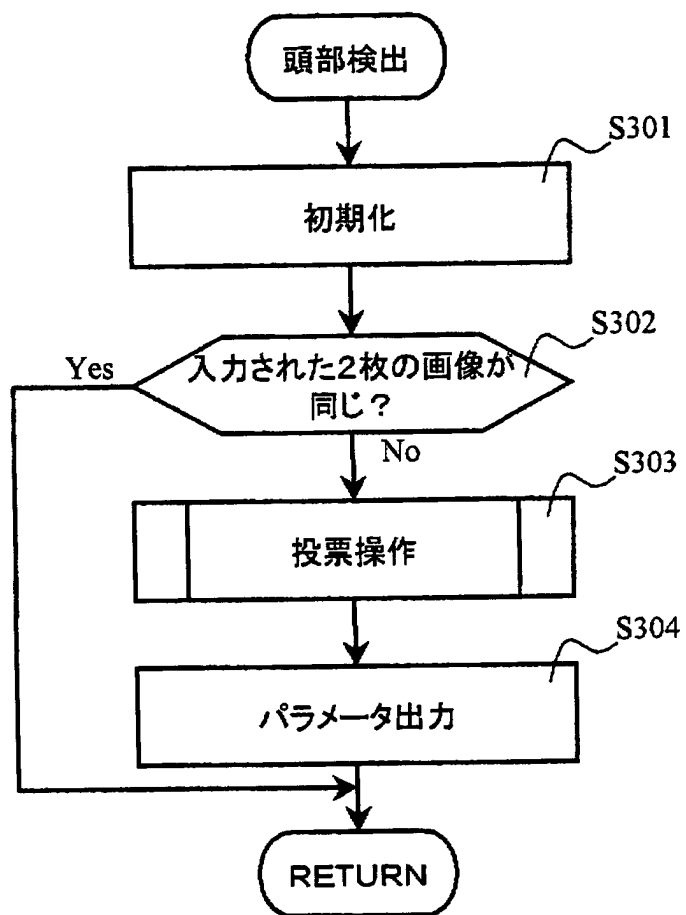 頭部検出
S301
初期化
S302
Yes
入力された2枚の画像が
同じ?
No
S303
投票操作
S304
パラメータ出力
RETURN